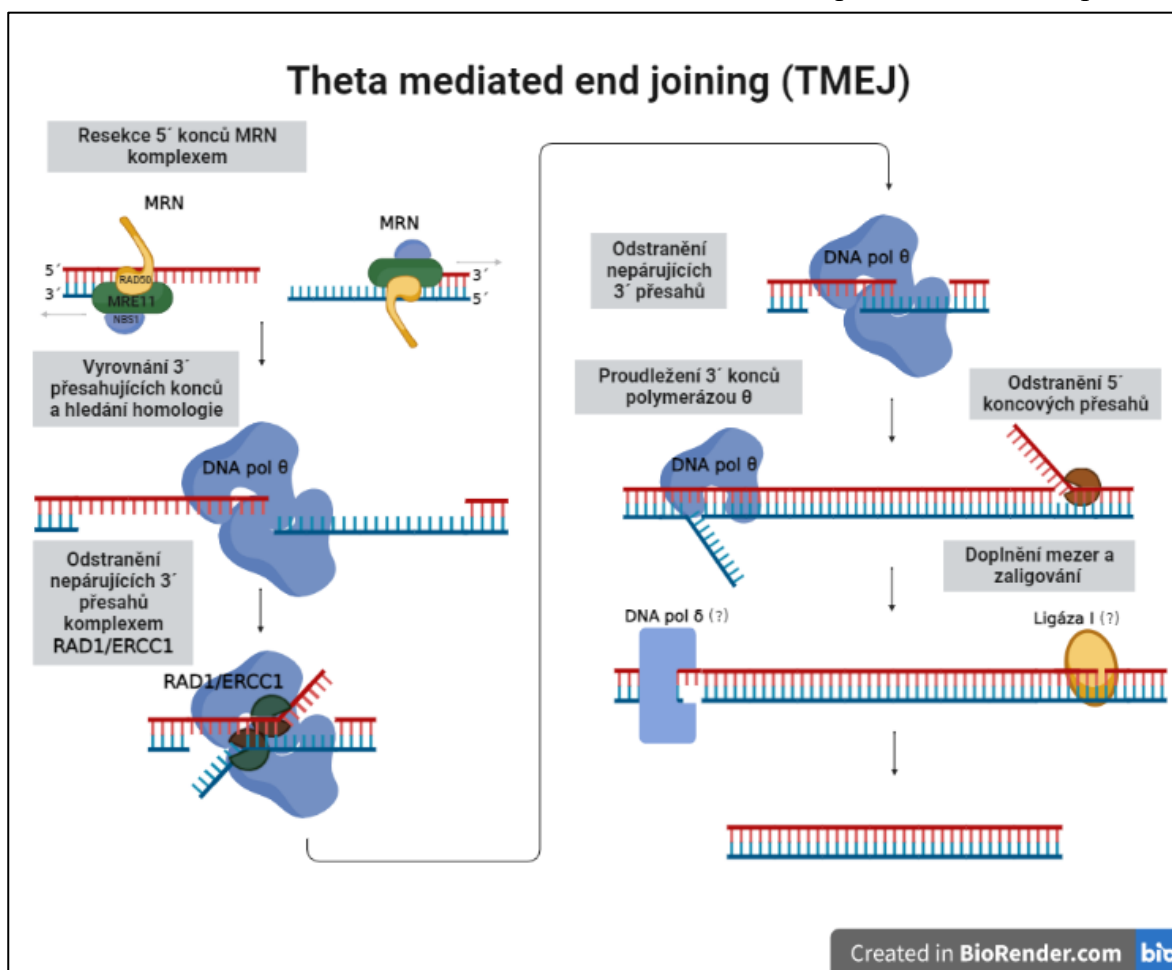 Theta mediated end joining (TMEJ)
Resekce 5´ konců MRN
komplexem
MRN
5´
3´
RAD50
MRE11
NBS1
MRN
3´
5´
Vyrovnání 3´
přesahujících konců
a hledání homologie
DNA pol θ
Odstranění
nepárujících 3´
přesahů
komplexem
RAD1/ERCC1
RAD1/ERCC1
Odstranění
nepárujících
3´ přesahů
DNA pol θ
Proudležení 3´ konců
polymerázou θ
Odstranění 5´
koncových přesahů
DNA pol θ
Doplnění mezer a
zaligování
DNA pol δ (?)
Ligáza I (?)
Created in BioRender.com